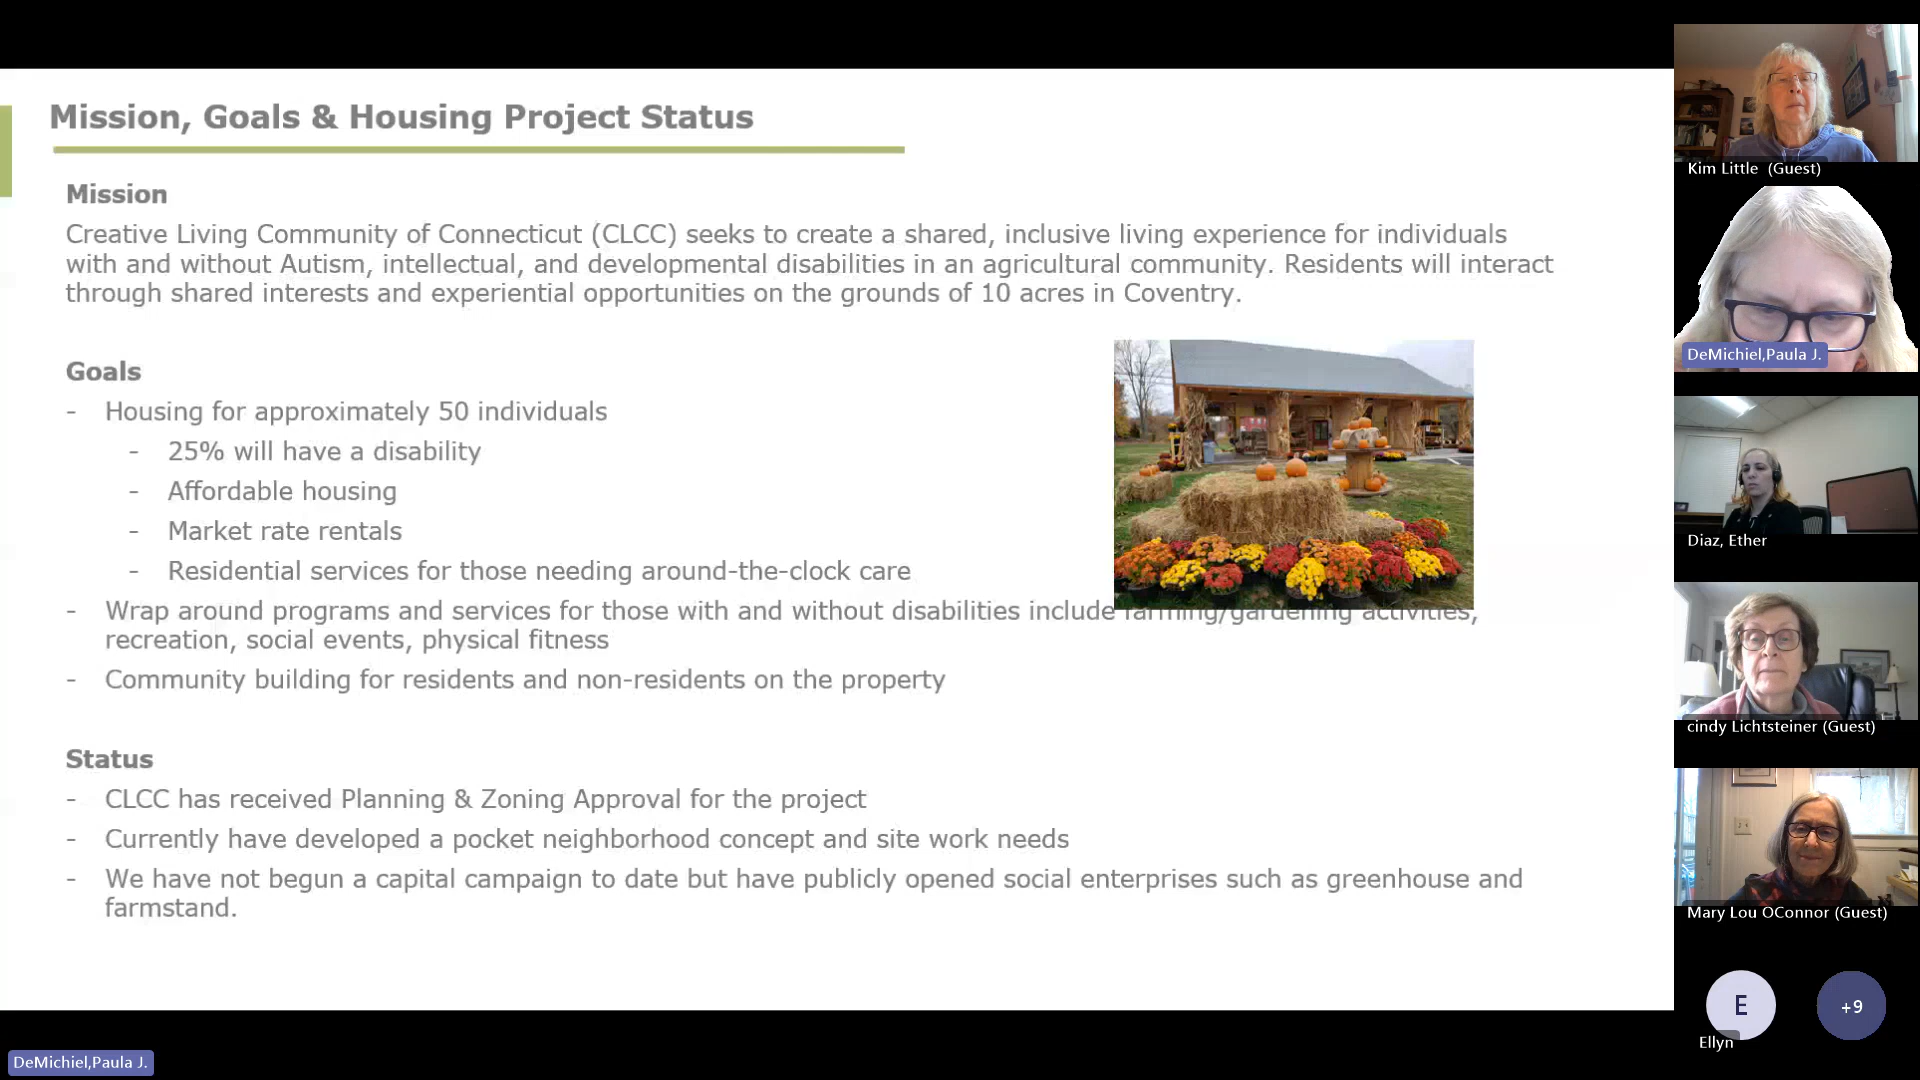 Mission, Goals & Housing Project Status
Mission
Creative Living Community of Connecticut (CLCC) seeks to create a shared, inclusive living experience for individuals
with and without Autism, intellectual, and developmental disabilities in an agricultural community. Residents will interact
through shared interests and experiential opportunities on the grounds of 10 acres in Coventry.
Goals
- Housing for approximately 50 individuals
- 25% will have a disability
- Affordable housing
- Market rate rentals
- Residential services for those needing around-the-clock care
- Wrap around programs and services for those with and without disabilities include farming/gardening activities,
recreation, social events, physical fitness
- Community building for residents and non-residents on the property
Status
- CLCC has received Planning & Zoning Approval for the project
- Currently have developed a pocket neighborhood concept and site work needs
- We have not begun a capital campaign to date but have publicly opened social enterprises such as greenhouse and
farmstand.
Kim Little (Guest)
DeMichiel,Paula J.
Diaz, Ether
cindy Lichtsteiner (Guest)
Mary Lou OConnor (Guest)
E
+9
Ellyn
DeMichiel,Paula J.